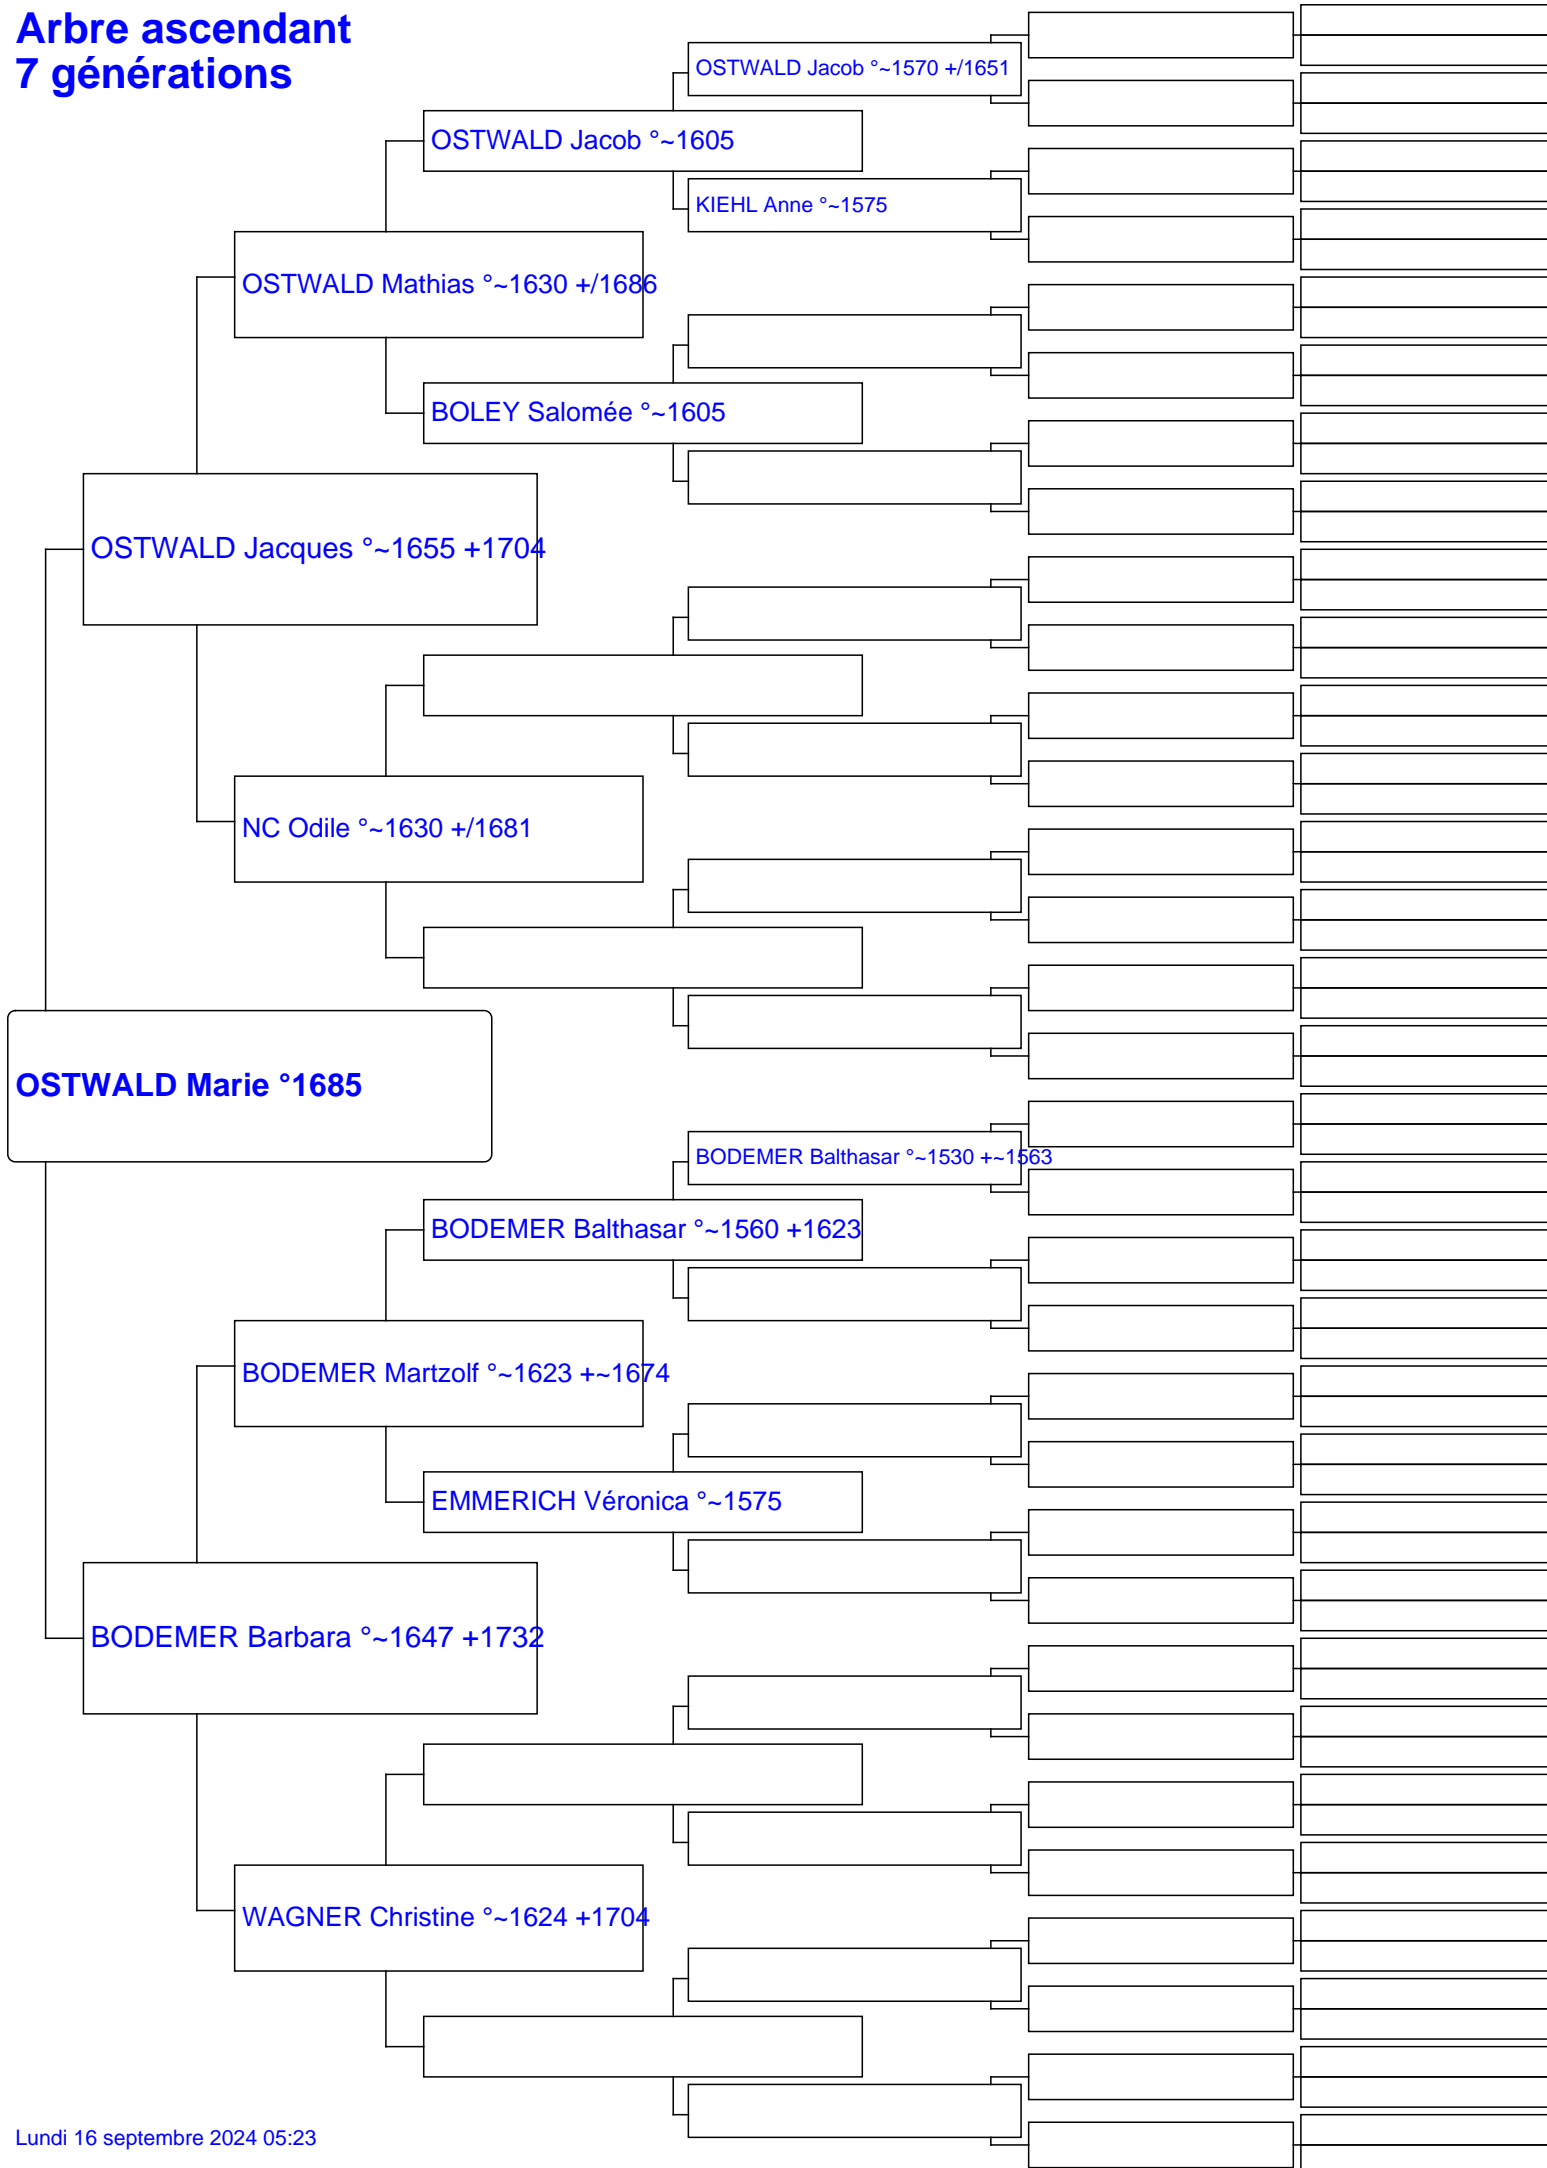 Arbre ascendant
7 générations
OSTWALD Jacob °~1570 +/1651
OSTWALD Jacob °~1605
KIEHL Anne °~1575
OSTWALD Mathias °~1630 +/1686
BOLEY Salomée °~1605
OSTWALD Jacques °~1655 +1704
NC Odile °~1630 +/1681
OSTWALD Marie °1685
BODEMER Balthasar °~1530 +~1563
BODEMER Balthasar °~1560 +1623
BODEMER Martzolf °~1623 +~1674
EMMERICH Véronica °~1575
BODEMER Barbara °~1647 +1732
WAGNER Christine °~1624 +1704
Lundi 16 septembre 2024 05:23